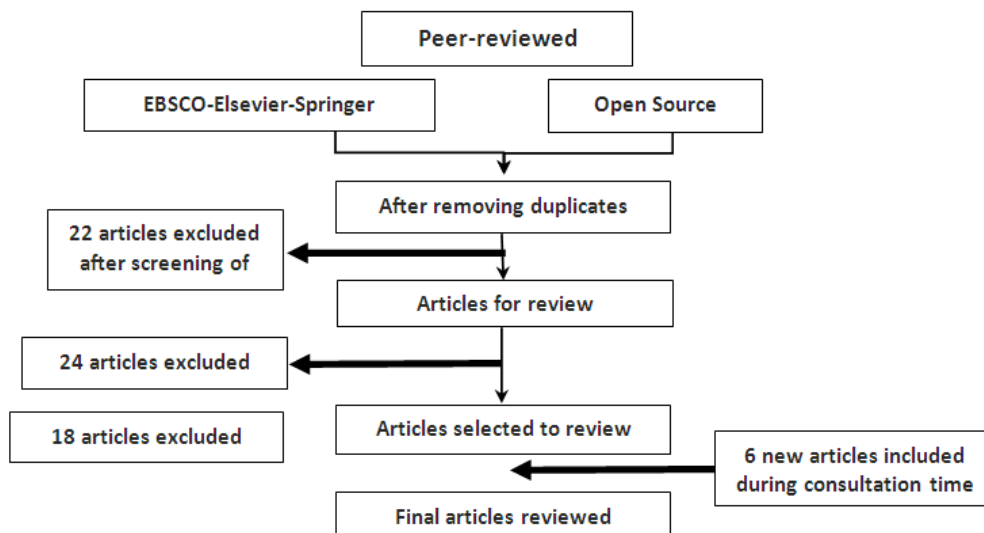 Peer-reviewed
EBSCO-Elsevier-Springer
Open Source
After removing duplicates
22 articles excluded
after screening of
Articles for review
24 articles excluded
18 articles excluded
Articles selected to review
6 new articles included
during consultation time
Final articles reviewed